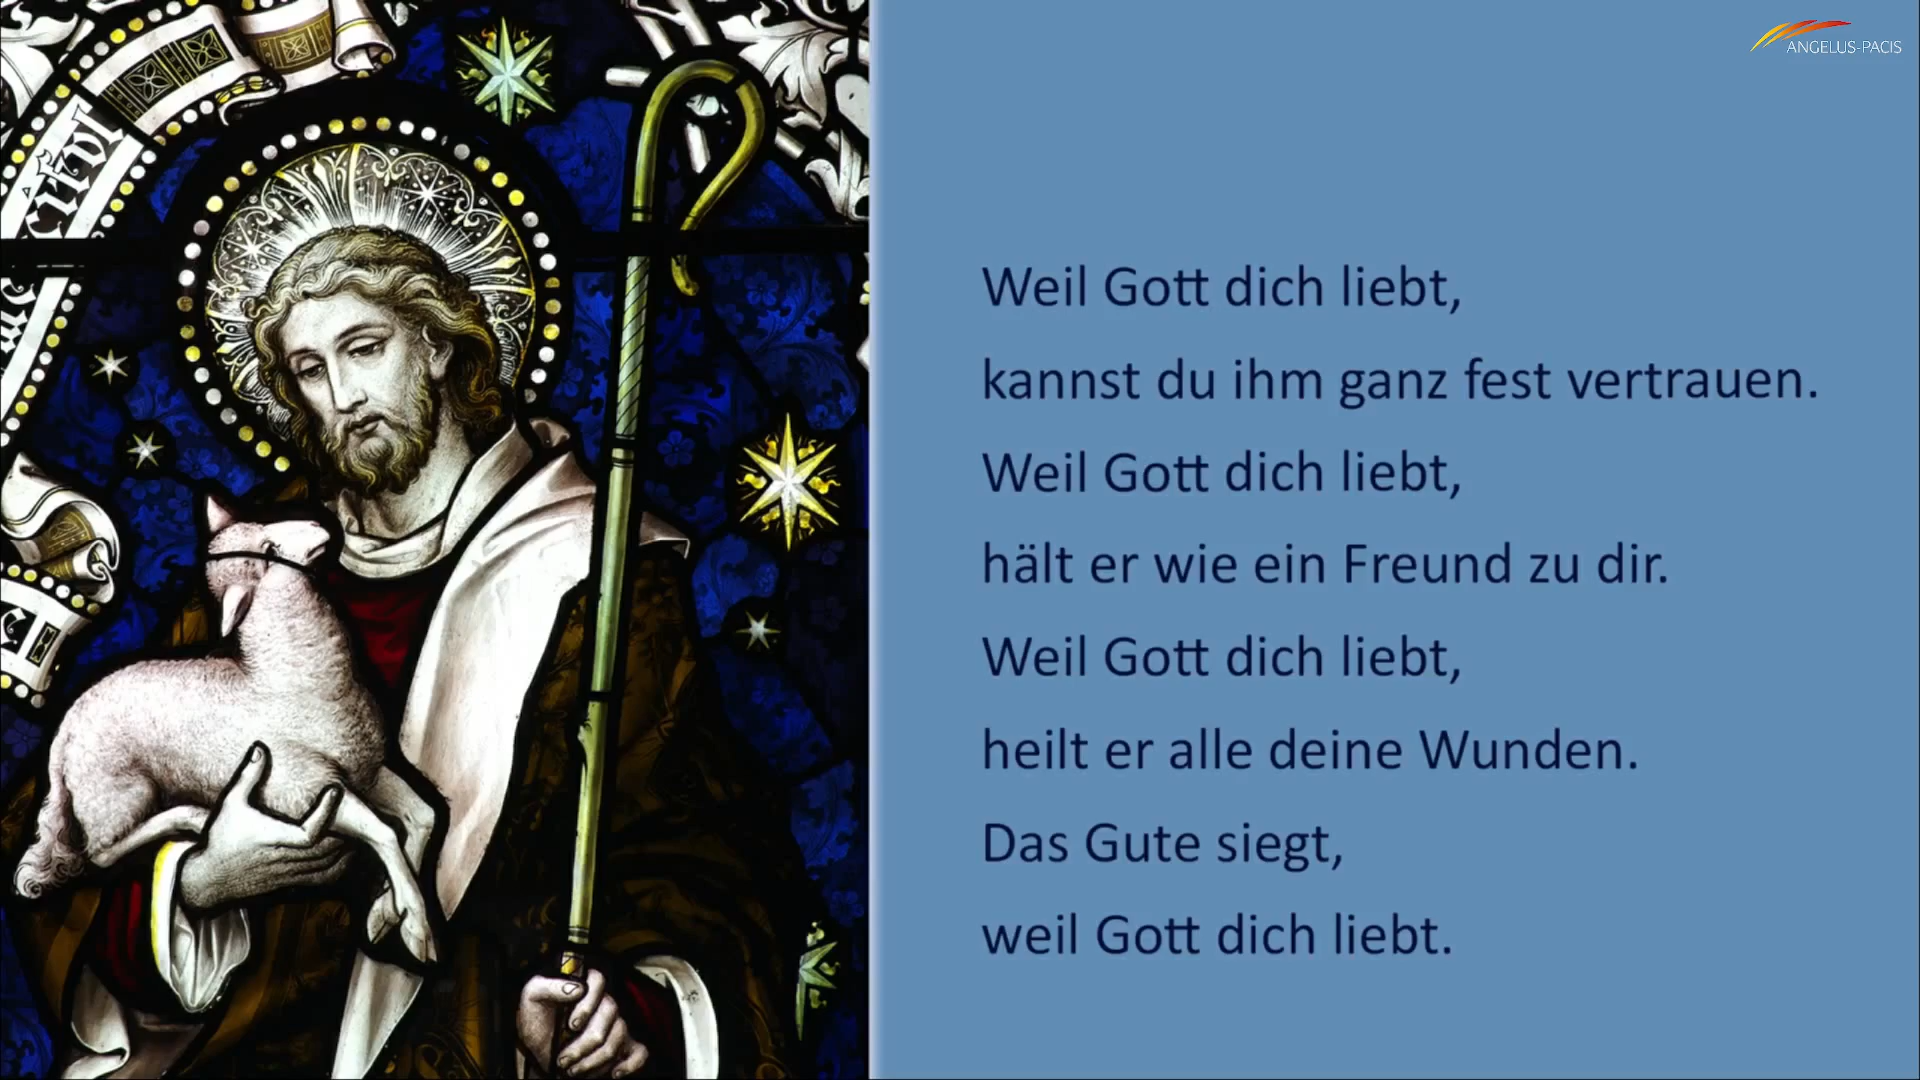 ANGELUS-PACIS
Weil Gott dich liebt,
kannst du ihm ganz fest vertrauen.
Weil Gott dich liebt,
hält er wie ein Freund zu dir.
Weil Gott dich liebt,
heilt er alle deine Wunden.
Das Gute siegt,
weil Gott dich liebt.